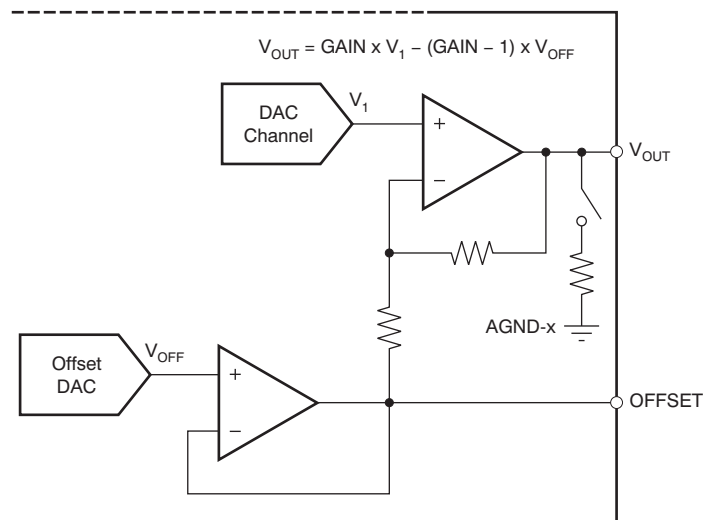 V_OUT = GAIN x V_1 – (GAIN – 1) x V_OFF
DAC
Channel
V_1
+
–
V_OUT
AGND-x
Offset
DAC
V_OFF
+
–
OFFSET